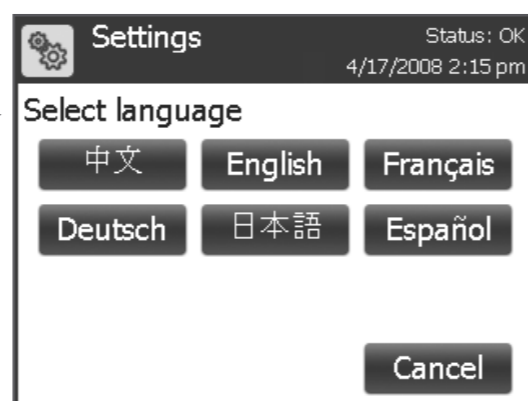 Settings
Status: OK
4/17/2008 2:15 pm
Select language
中文 English Français
Deutsch 日本語 Español
Cancel